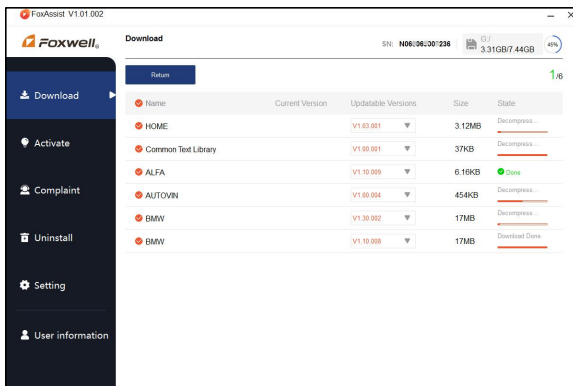 FoxAssist V1.01.002
FOXWELL®
Download
SN:
G:/
3.31GB/7.44GB
45%
Return
1/6
Download
Activate
Complaint
Uninstall
Setting
User information
Name Current Version Updatable Versions Size State
HOME V1.03.001 3.12MB Decompress...
Common Text Library V1.00.001 37KB Decompress...
ALFA V1.10.009 6.16KB Done
AUTOVIN V1.60.004 454KB Decompress...
BMW V1.30.002 17MB Decompress...
BMW V1.10.008 17MB Download Done